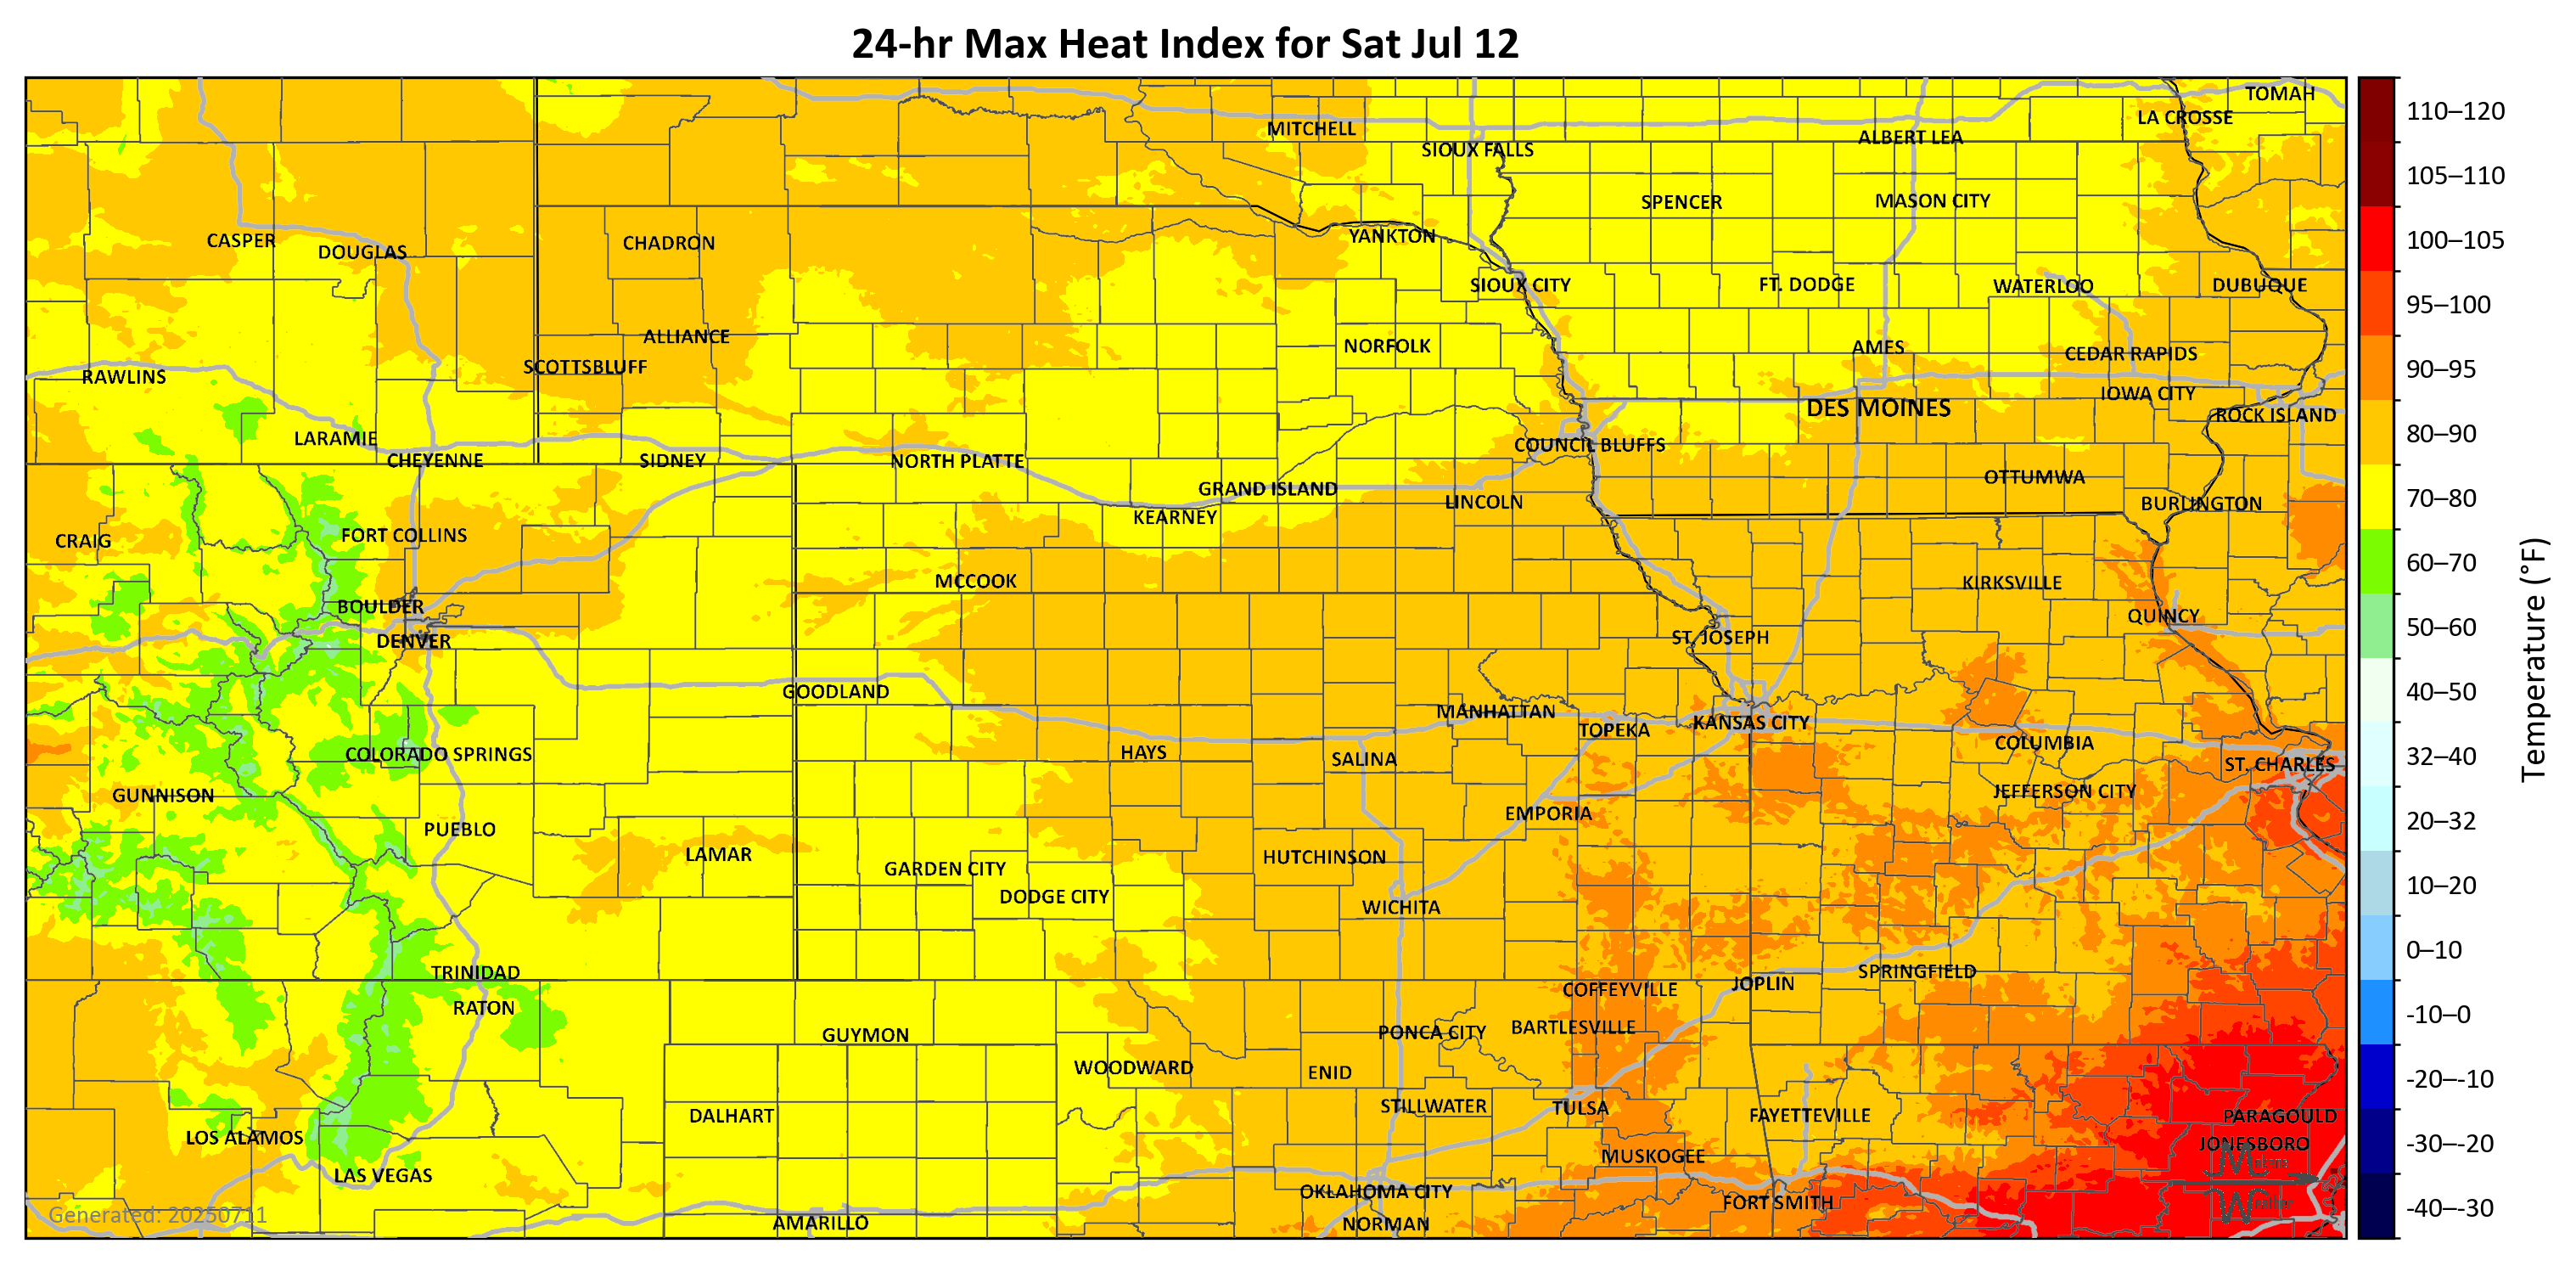 24-hr Max Heat Index for Sat Jul 12
TOMAH
LA CROSSE
MITCHELL
ALBERT LEA
SIOUX FALLS
SPENCER
MASON CITY
CASPER
DOUGLAS
CHADRON
YANKTON
SIOUX CITY
FT. DODGE
WATERLOO
DUBUQUE
ALLIANCE
NORFOLK
AMES
CEDAR RAPIDS
SCOTTSBLUFF
RAWLINS
IOWA CITY
DES MOINES
ROCK ISLAND
LARAMIE
COUNCIL BLUFFS
CHEYENNE
SIDNEY
NORTH PLATTE
OTTUMWA
GRAND ISLAND
LINCOLN
BURLINGTON
KEARNEY
CRAIG
FORT COLLINS
MCCOOK
KIRKSVILLE
BOULDER
QUINCY
DENVER
ST. JOSEPH
GOODLAND
MANHATTAN
KANSAS CITY
TOPEKA
COLUMBIA
COLORADO SPRINGS
HAYS
SALINA
ST. CHARLES
GUNNISON
JEFFERSON CITY
EMPORIA
PUEBLO
LAMAR
HUTCHINSON
GARDEN CITY
DODGE CITY
WICHITA
TRINIDAD
SPRINGFIELD
JOPLIN
COFFEYVILLE
RATON
GUYMON
PONCA CITY
BARTLESVILLE
WOODWARD
ENID
STILLWATER
TULSA
DALHART
FAYETTEVILLE
PARAGOULD
LOS ALAMOS
JONESBORO
MUSKOGEE
LAS VEGAS
OKLAHOMA CITY
FORT SMITH
Generated: 20250711
AMARILLO
NORMAN
110–120
105–110
100–105
95–100
90–95
80–90
70–80
60–70
50–60
40–50
32–40
20–32
10–20
0–10
-10–0
-20–-10
-30–-20
-40–-30
Temperature (°F)